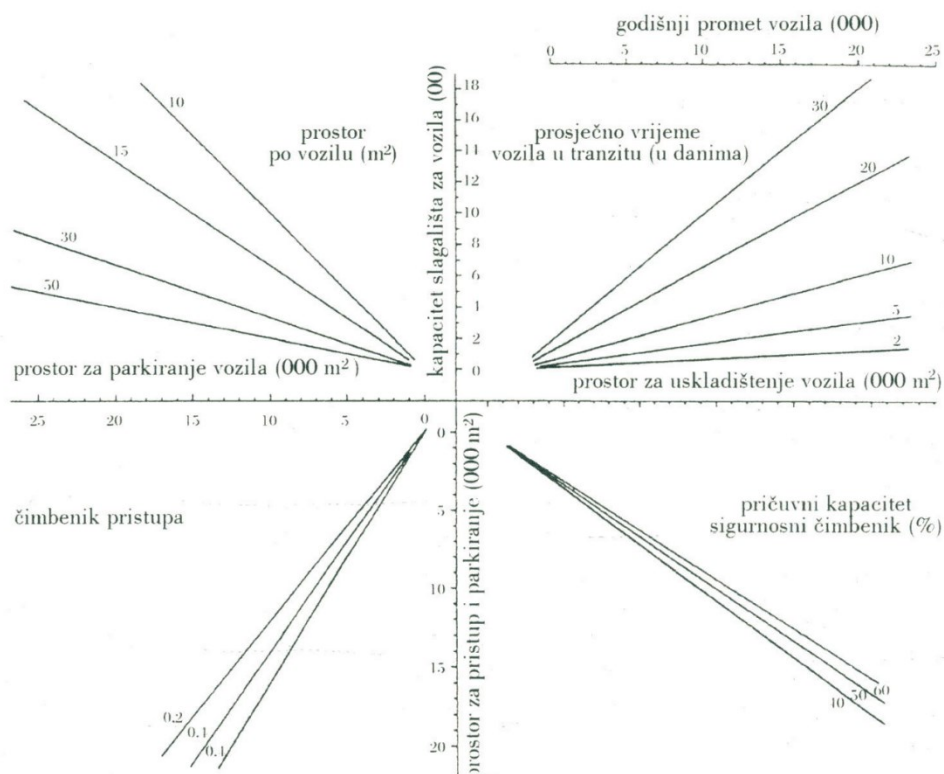 godišnji promet vozila (000)
0 5 10 15 20 25
kapacitet slagališta za vozila (00)
18
16
14
12
10
8
6
4
2
0
prostor
po vozilu (m²)
10
15
30
50
prosječno vrijeme
vozila u tranzitu (u danima)
30
20
10
5
2
prostor za parkiranje vozila (000 m²)
25 20 15 10 5 0
prostor za uskladištenje vozila (000 m²)
prostor za pristup i parkiranje (000 m²)
0
5
10
15
20
čimbenik pristupa
0.2
pričuvni kapacitet
sigurnosni čimbenik (%)
40 50 60